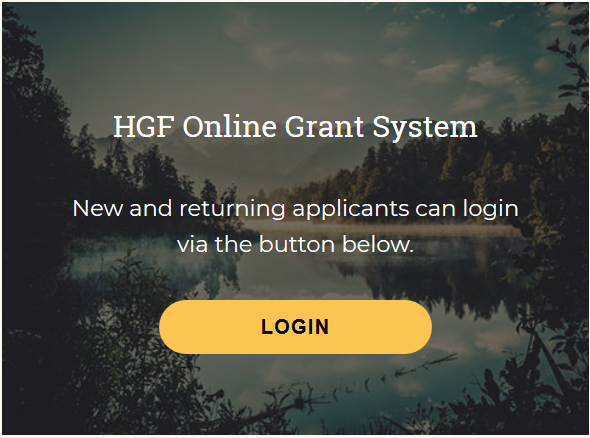 HGF Online Grant System
New and returning applicants can login
via the button below.
LOGIN